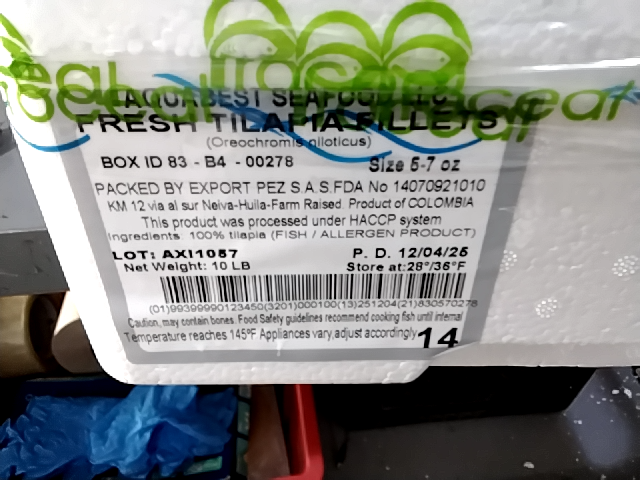 AQUABEST SEAFOOD LLC
FRESH TILAPIA FILLETS
(Oreochromis niloticus)
BOX ID 83 - B4 - 00278 Size 5-7 oz
PACKED BY EXPORT PEZ S.A.S.FDA No 14070921010
KM 12 via al sur Neiva-Huila-Farm Raised. Product of COLOMBIA
This product was processed under HACCP system
Ingredients: 100% tilapia (FISH / ALLERGEN PRODUCT)
LOT: AXI1057 P. D. 12/04/25
Net Weight: 10 LB Store at:28°/36°F
(01)99399990123450(3201)000100(13)251204(21)830570278
Caution, may contain bones. Food Safety guidelines recommend cooking fish until internal
Temperature reaches 145°F Appliances vary,adjust accordingly 14